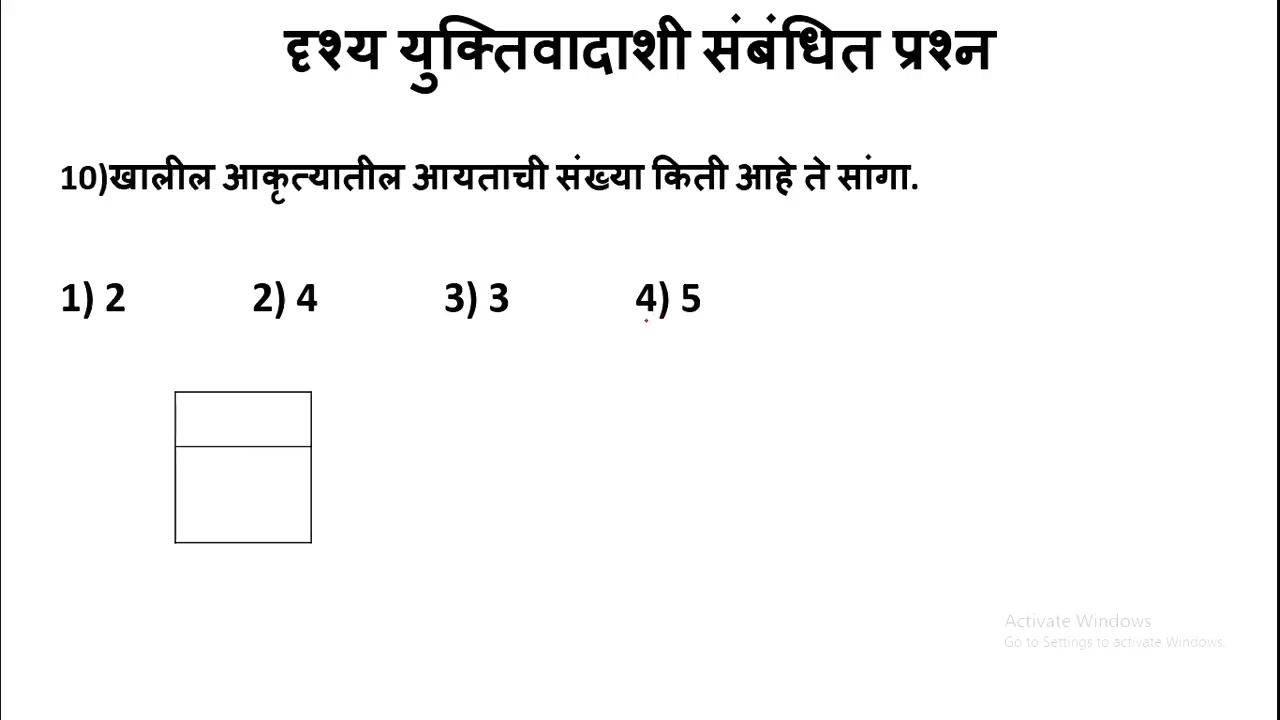 दृश्य युक्तिवादाशी संबंधित प्रश्न
10)खालील आकृत्यातील आयताची संख्या किती आहे ते सांगा.
1) 2 2) 4 3) 3 4) 5
Activate Windows
Go to Settings to activate Windows.